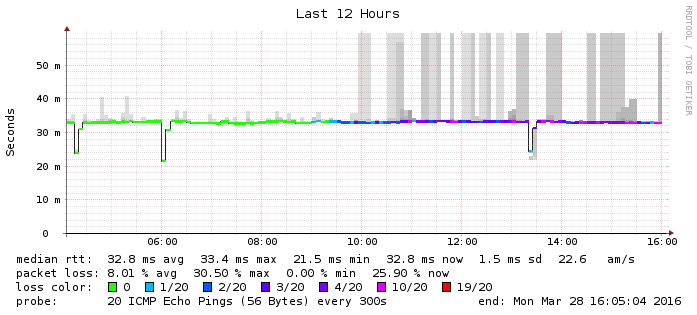 Last 12 Hours
RRDTOOL / TOBI OETIKER
Seconds
50 m
40 m
30 m
20 m
10 m
0
06:00 08:00 10:00 12:00 14:00 16:00
median rtt: 32.8 ms avg 33.4 ms max 21.5 ms min 32.8 ms now 1.5 ms sd 22.6 am/s
packet loss: 8.01 % avg 30.50 % max 0.00 % min 25.90 % now
loss color: 0 1/20 2/20 3/20 4/20 10/20 19/20
probe: 20 ICMP Echo Pings (56 Bytes) every 300s end: Mon Mar 28 16:05:04 2016